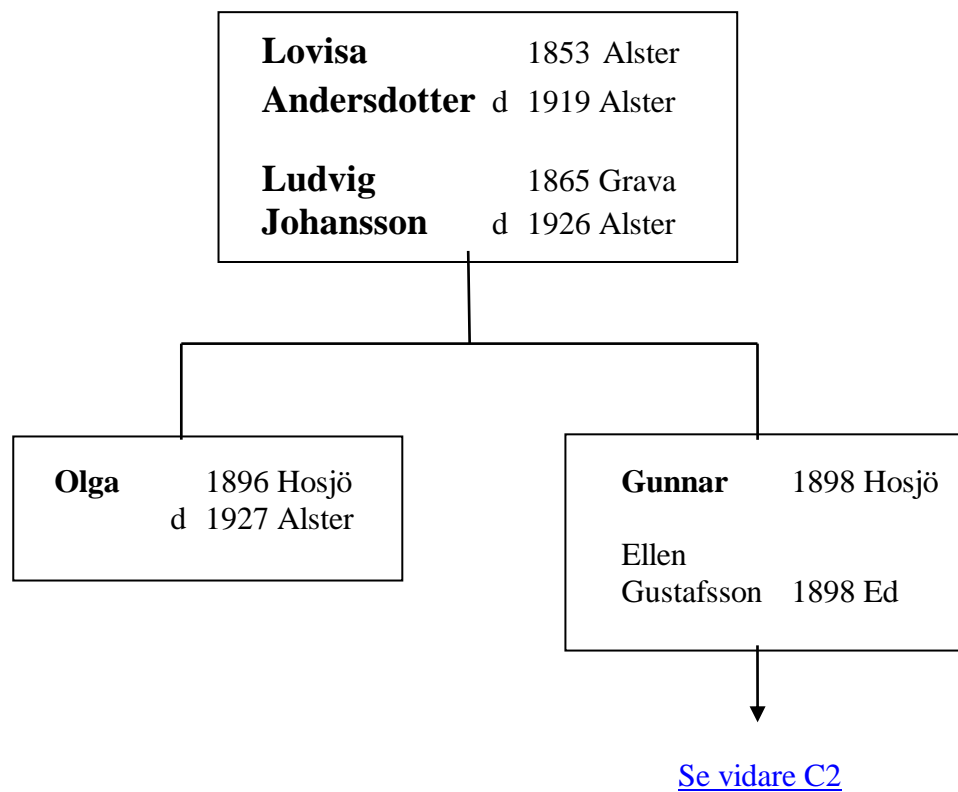 Lovisa 1853 Alster
Andersdotter d 1919 Alster
Ludvig 1865 Grava
Johansson d 1926 Alster
Olga 1896 Hosjö
d 1927 Alster
Gunnar 1898 Hosjö
Ellen
Gustafsson 1898 Ed
Se vidare C2